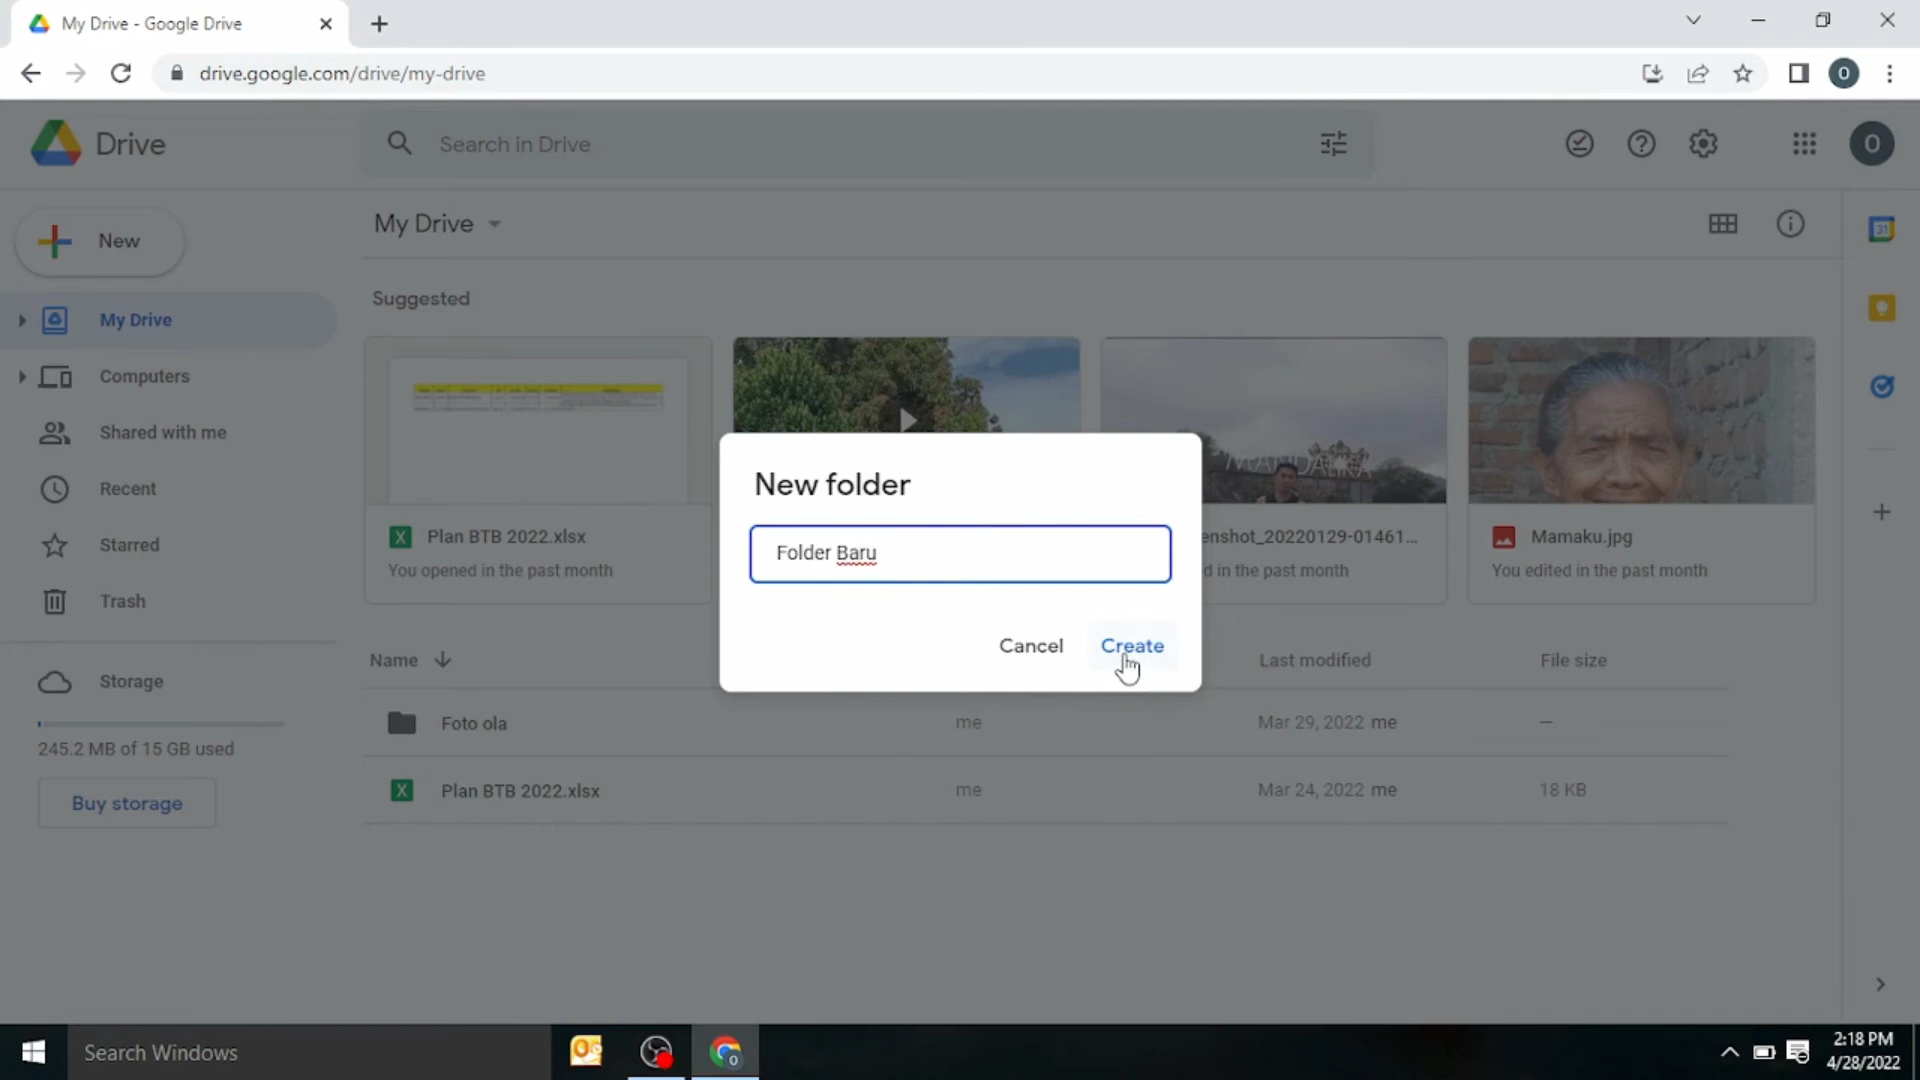 My Drive - Google Drive
drive.google.com/drive/my-drive
O
Drive
Search in Drive
O
New
My Drive
31
Suggested
My Drive
Computers
Shared with me
Recent
Starred
Trash
Storage
245.2 MB of 15 GB used
Buy storage
MANDALIKA
Plan BTB 2022.xlsx
You opened in the past month
enshot_20220129-01461...
d in the past month
Mamaku.jpg
You edited in the past month
New folder
Folder Baru
Cancel
Create
Name
Last modified
File size
Foto ola
me
Mar 29, 2022 me
—
Plan BTB 2022.xlsx
me
Mar 24, 2022 me
18 KB
Search Windows
2:18 PM
4/28/2022